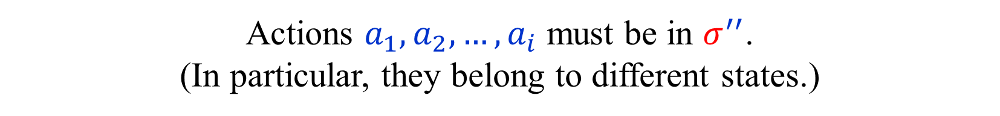 Actions 𝑎₁, 𝑎₂, … , 𝑎ᵢ must be in 𝜎′′.
(In particular, they belong to different states.)